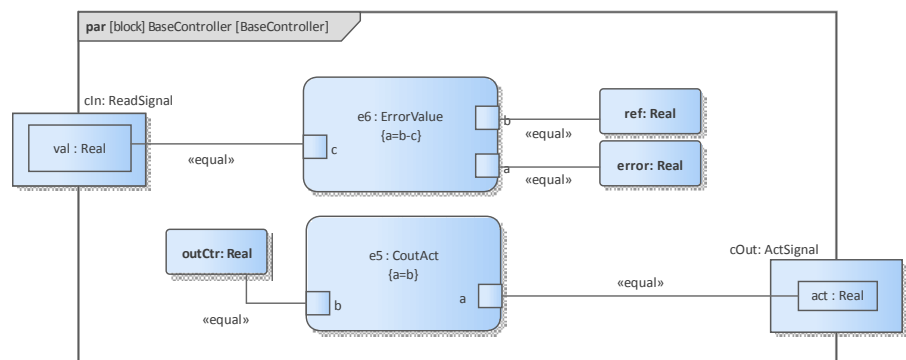 par [block] BaseController [BaseController]
cIn: ReadSignal
val : Real
«equal»
e6 : ErrorValue
{a=b-c}
c
b
a
«equal»
ref: Real
error: Real
«equal»
outCtr: Real
«equal»
e5 : CoutAct
{a=b}
b
a
«equal»
cOut: ActSignal
act : Real